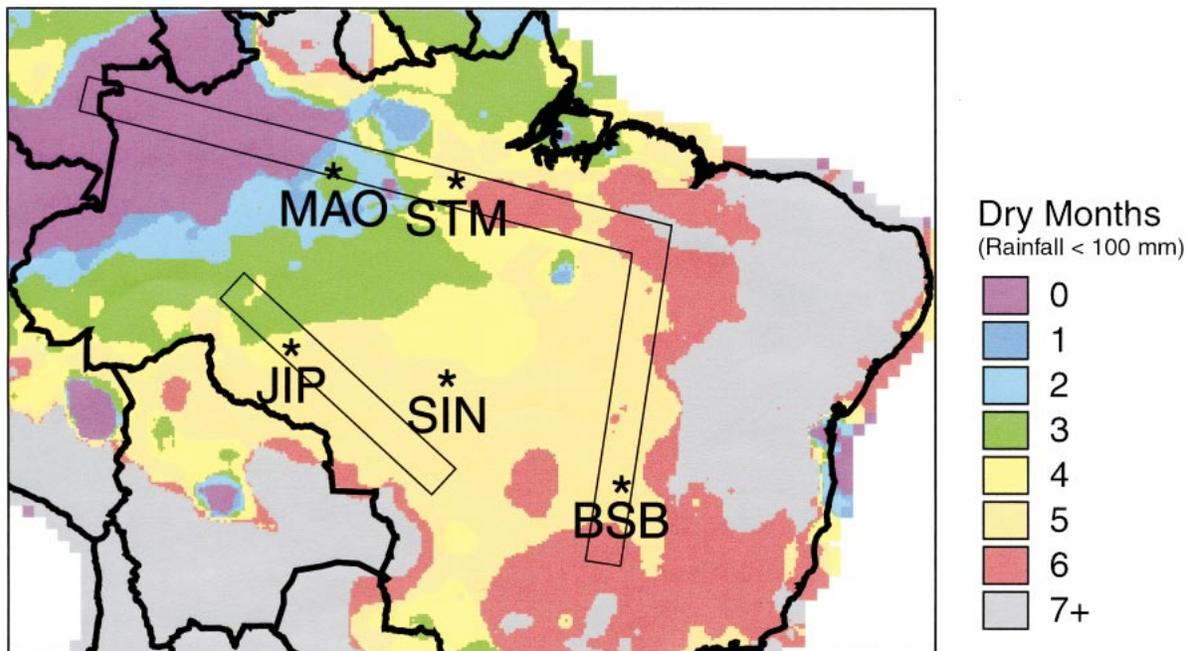 *
MAO
*
STM
*
JIP
*
SIN
*
BSB
Dry Months
(Rainfall < 100 mm)
0
1
2
3
4
5
6
7+